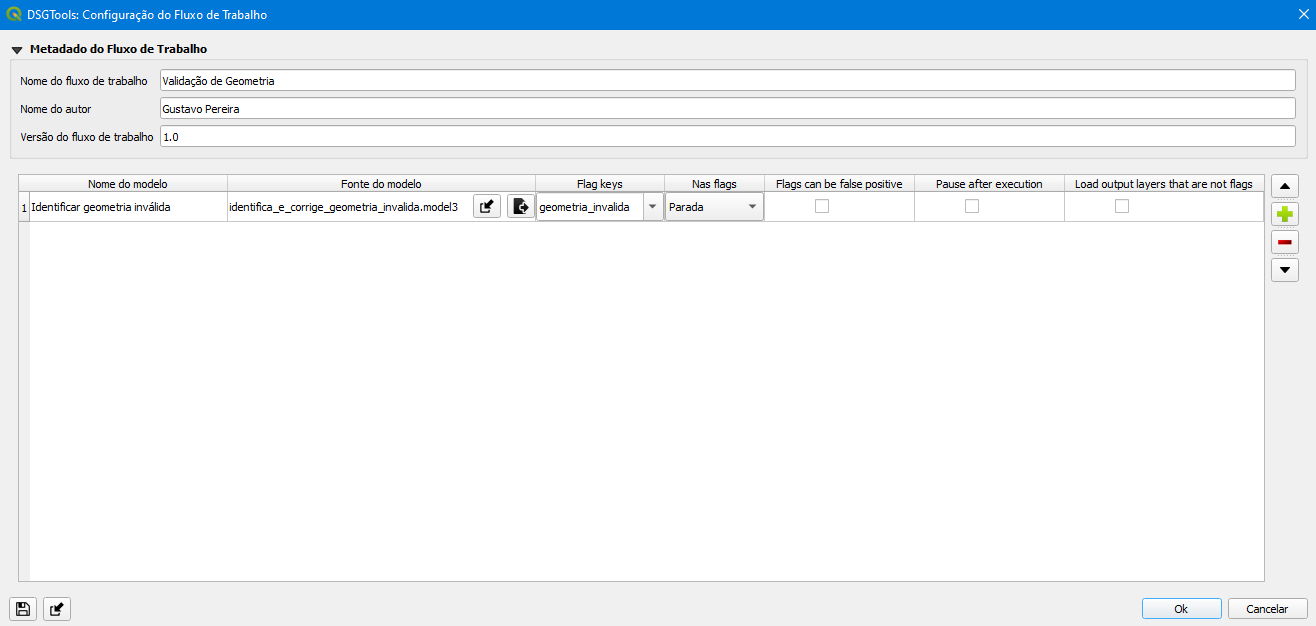 DSGTools: Configuração do Fluxo de Trabalho
Metadado do Fluxo de Trabalho
Nome do fluxo de trabalho Validação de Geometria
Nome do autor Gustavo Pereira
Versão do fluxo de trabalho 1.0
Nome do modelo Fonte do modelo Flag keys Nas flags Flags can be false positive Pause after execution Load output layers that are not flags
1 Identificar geometria inválida identifica_e_corrige_geometria_invalida.model3 geometria_invalida Parada
Ok Cancelar